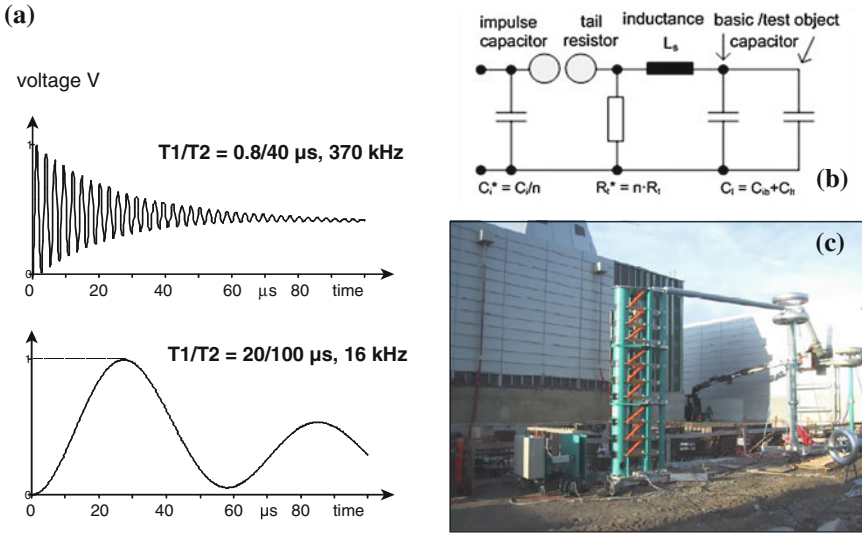 (a)
voltage V
1
T1/T2 = 0.8/40 μs, 370 kHz
0
0 20 40 60 μs 80 time
T1/T2 = 20/100 μs, 16 kHz
1
0
0 20 40 μs 60 80 time
impulse capacitor
tail resistor
inductance
Ls
basic /test object capacitor
Ci* = Ci/n
Rt* = n·Rt
Cl = Cib+Clt
(b)
(c)